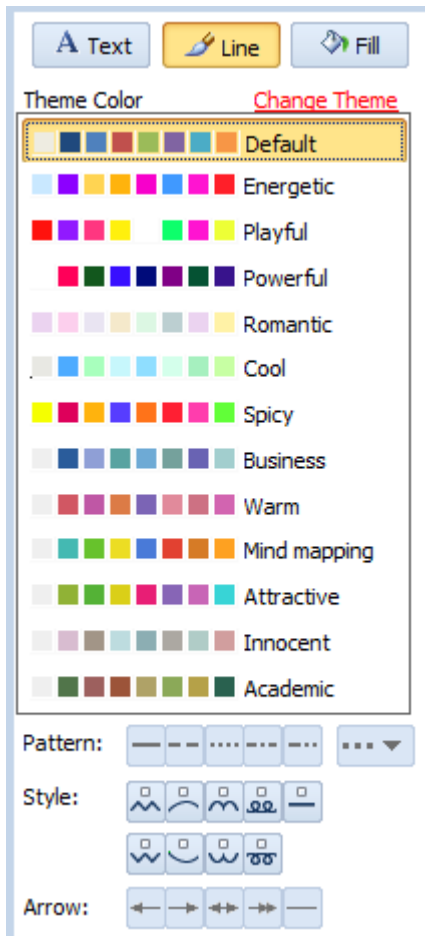 A Text Line Fill
Theme Color Change Theme
Default
Energetic
Playful
Powerful
Romantic
Cool
Spicy
Business
Warm
Mind mapping
Attractive
Innocent
Academic
Pattern:
Style:
Arrow: